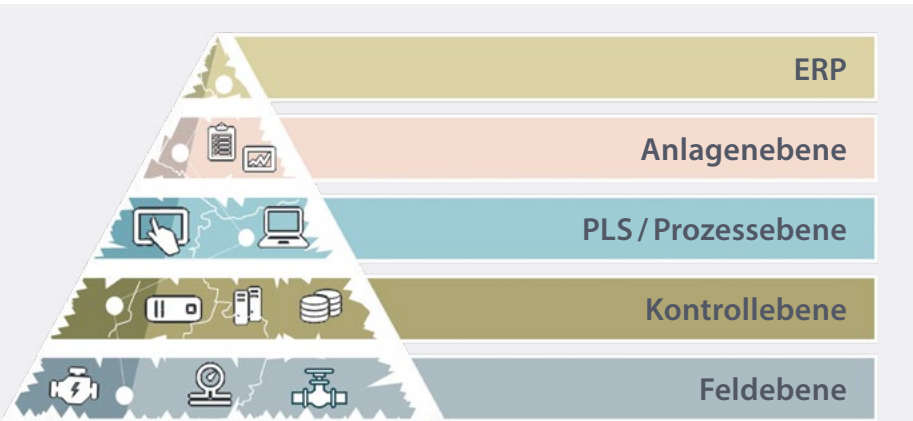 ERP
Anlagenebene
PLS / Prozessebene
Kontrollebene
Feldebene